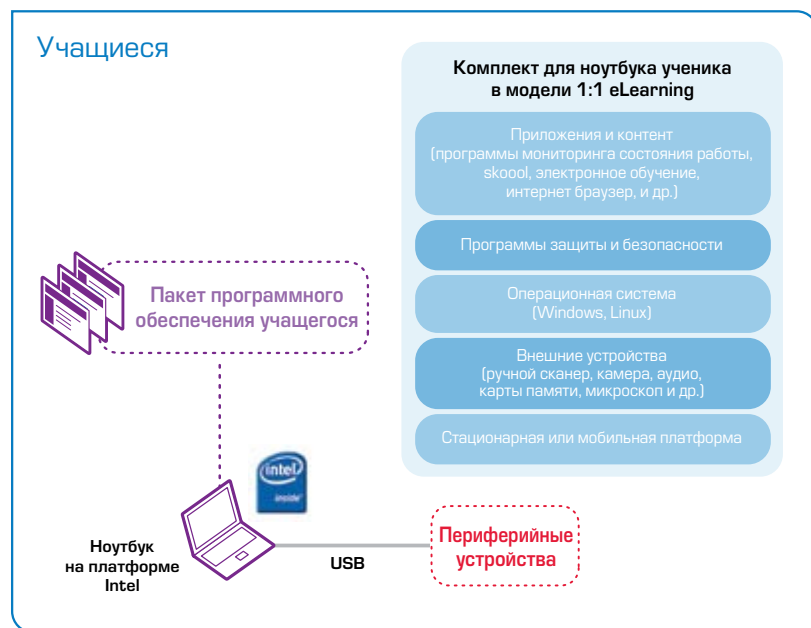 Учащиеся
Комплект для ноутбука ученика
в модели 1:1 eLearning
Приложения и контент
(программы мониторинга состояния работы,
skoool, электронное обучение,
интернет браузер, и др.)
Программы защиты и безопасности
Операционная система
(Windows, Linux)
Внешние устройства
(ручной сканер, камера, аудио,
карты памяти, микроскоп и др.)
Стационарная или мобильная платформа
Пакет программного
обеспечения учащегося
intel
inside
Ноутбук
на платформе
Intel
USB
Периферийные
устройства